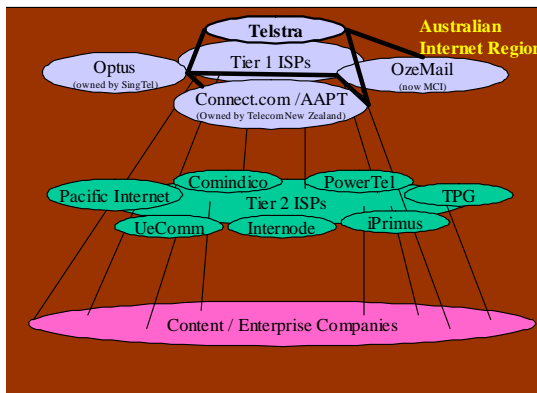 Telstra
Australian
Internet Region
Optus
(owned by SingTel)
Tier 1 ISPs
OzeMail
(now MCI)
Connect.com /AAPT
(Owned by TelecomNew Zealand)
Comindico
PowerTel
Pacific Internet
Tier 2 ISPs
TPG
UeComm
Internode
iPrimus
Content / Enterprise Companies